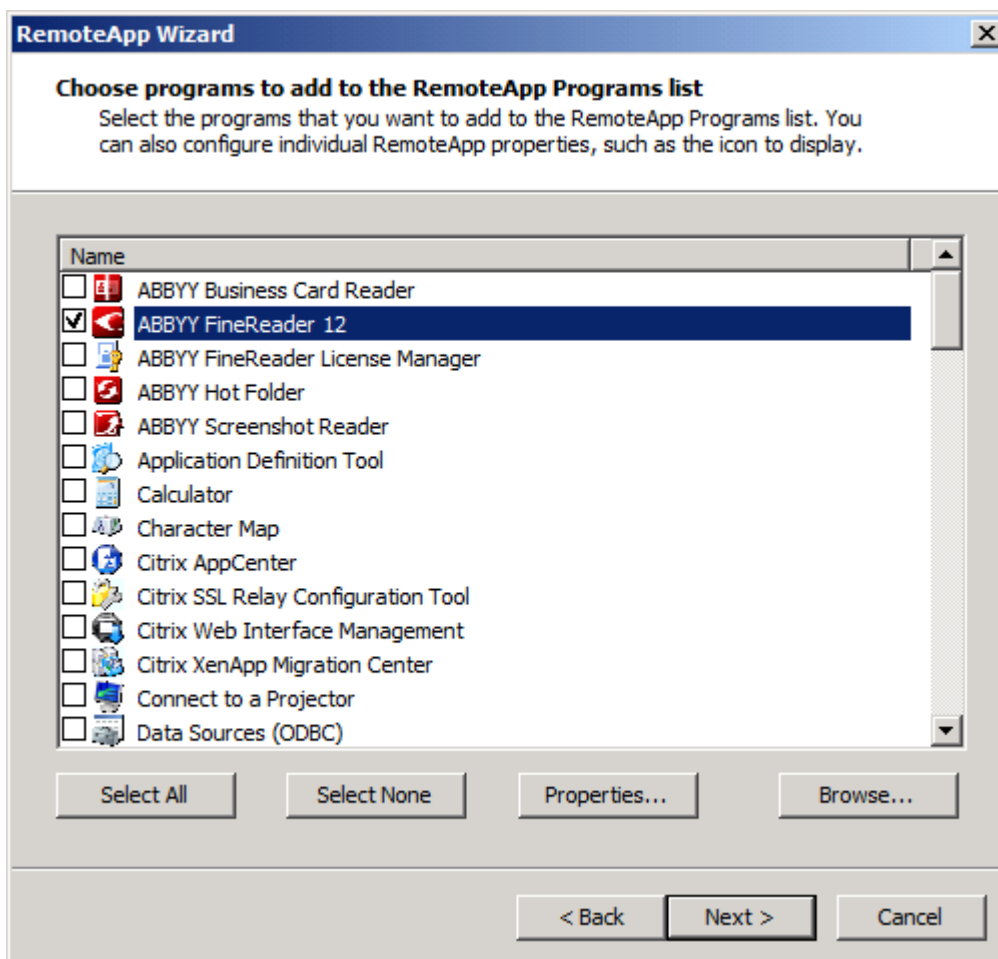 RemoteApp Wizard
Choose programs to add to the RemoteApp Programs list
Select the programs that you want to add to the RemoteApp Programs list. You
can also configure individual RemoteApp properties, such as the icon to display.
Name
ABBYY Business Card Reader
ABBYY FineReader 12
ABBYY FineReader License Manager
ABBYY Hot Folder
ABBYY Screenshot Reader
Application Definition Tool
Calculator
Character Map
Citrix AppCenter
Citrix SSL Relay Configuration Tool
Citrix Web Interface Management
Citrix XenApp Migration Center
Connect to a Projector
Data Sources (ODBC)
Select All Select None Properties... Browse...
< Back Next > Cancel